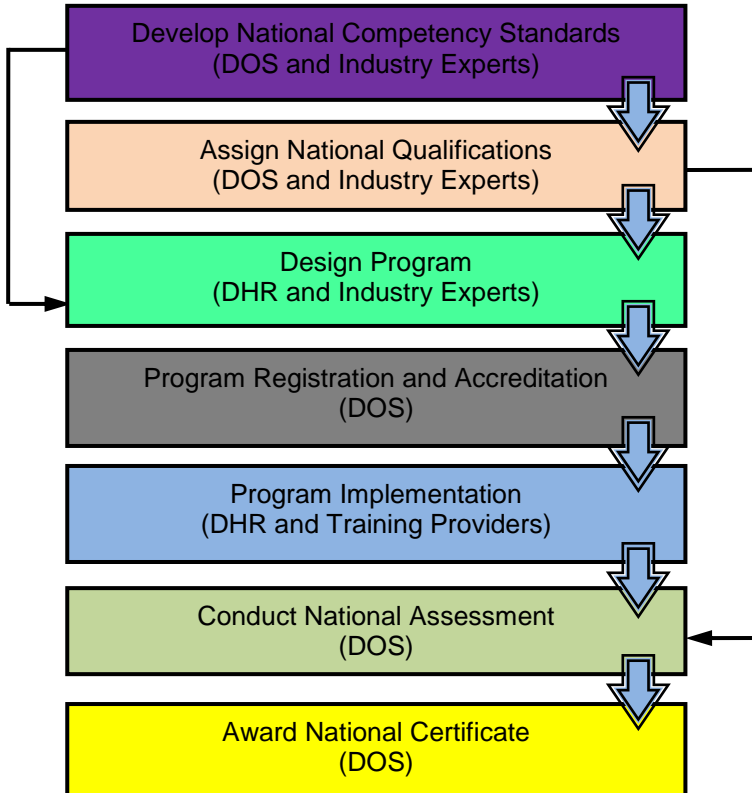 Develop National Competency Standards
(DOS and Industry Experts)
Assign National Qualifications
(DOS and Industry Experts)
Design Program
(DHR and Industry Experts)
Program Registration and Accreditation
(DOS)
Program Implementation
(DHR and Training Providers)
Conduct National Assessment
(DOS)
Award National Certificate
(DOS)